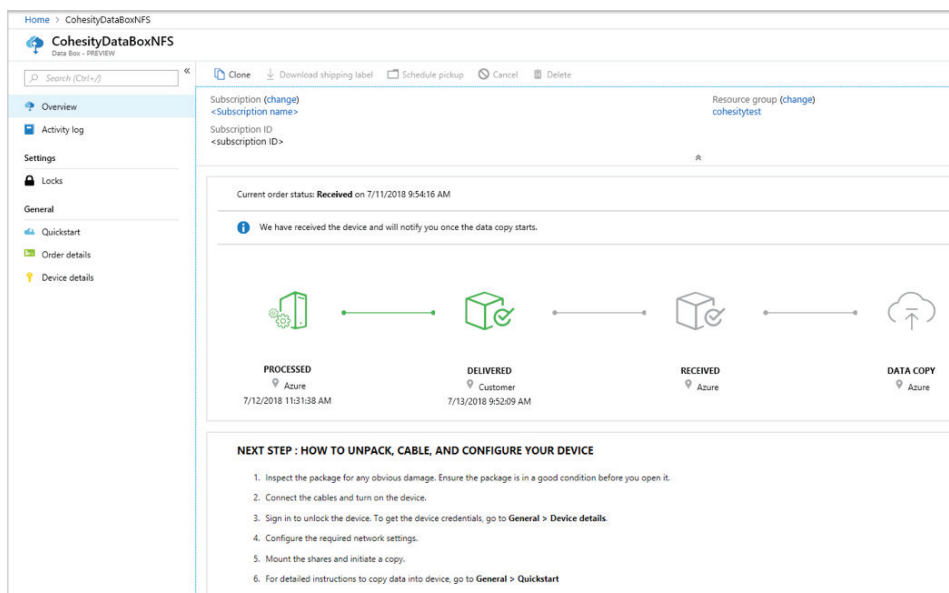 Home > CohesityDataBoxNFS
CohesityDataBoxNFS
Data Box - PREVIEW
Search (Ctrl+/)
«
Overview
Activity log
Settings
Locks
General
Quickstart
Order details
Device details
Clone Download shipping label Schedule pickup Cancel Delete
Subscription (change)
<Subscription name>
Subscription ID
<subscription ID>
Resource group (change)
cohesitytest
Current order status: Received on 7/11/2018 9:54:16 AM
We have received the device and will notify you once the data copy starts.
PROCESSED
Azure
7/12/2018 11:31:38 AM
DELIVERED
Customer
7/13/2018 9:52:09 AM
RECEIVED
Azure
DATA COPY
Azure
NEXT STEP : HOW TO UNPACK, CABLE, AND CONFIGURE YOUR DEVICE
1. Inspect the package for any obvious damage. Ensure the package is in a good condition before you open it.
2. Connect the cables and turn on the device.
3. Sign in to unlock the device. To get the device credentials, go to General > Device details.
4. Configure the required network settings.
5. Mount the shares and initiate a copy.
6. For detailed instructions to copy data into device, go to General > Quickstart